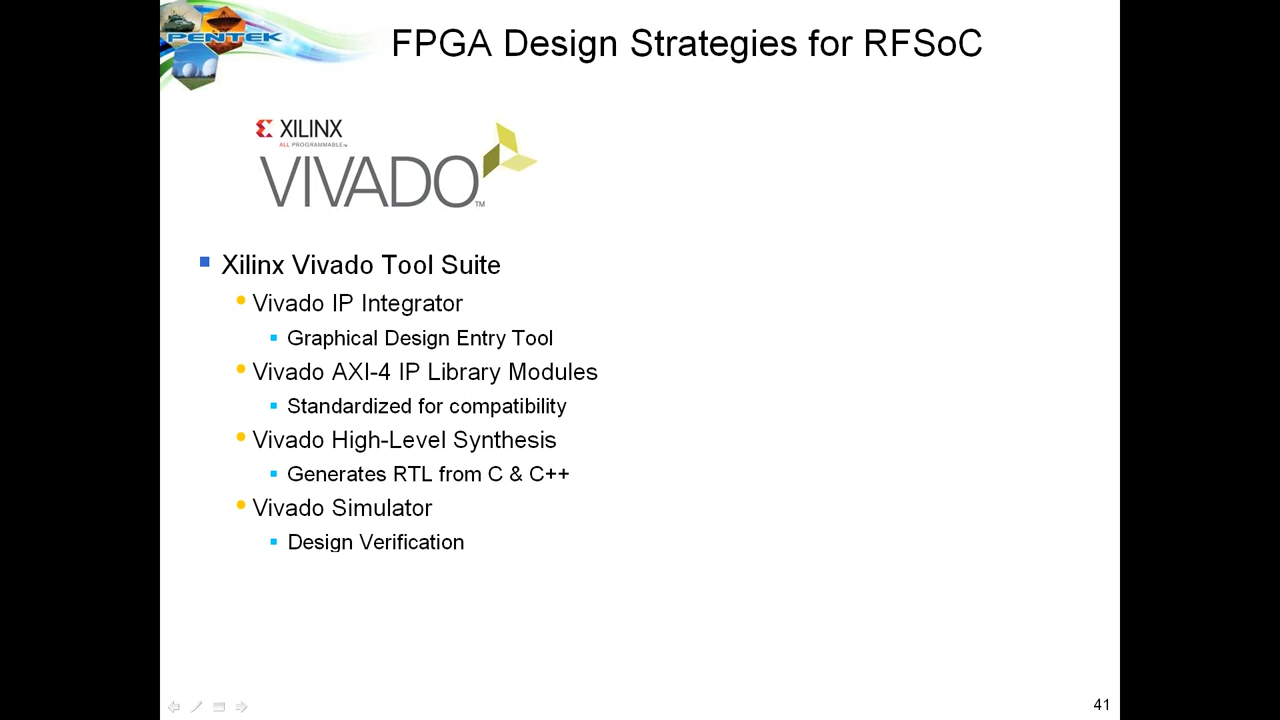 PENTEK
FPGA Design Strategies for RFSoC
XILINX
ALL PROGRAMMABLE™
VIVADO™
Xilinx Vivado Tool Suite
Vivado IP Integrator
Graphical Design Entry Tool
Vivado AXI-4 IP Library Modules
Standardized for compatibility
Vivado High-Level Synthesis
Generates RTL from C & C++
Vivado Simulator
Design Verification
41